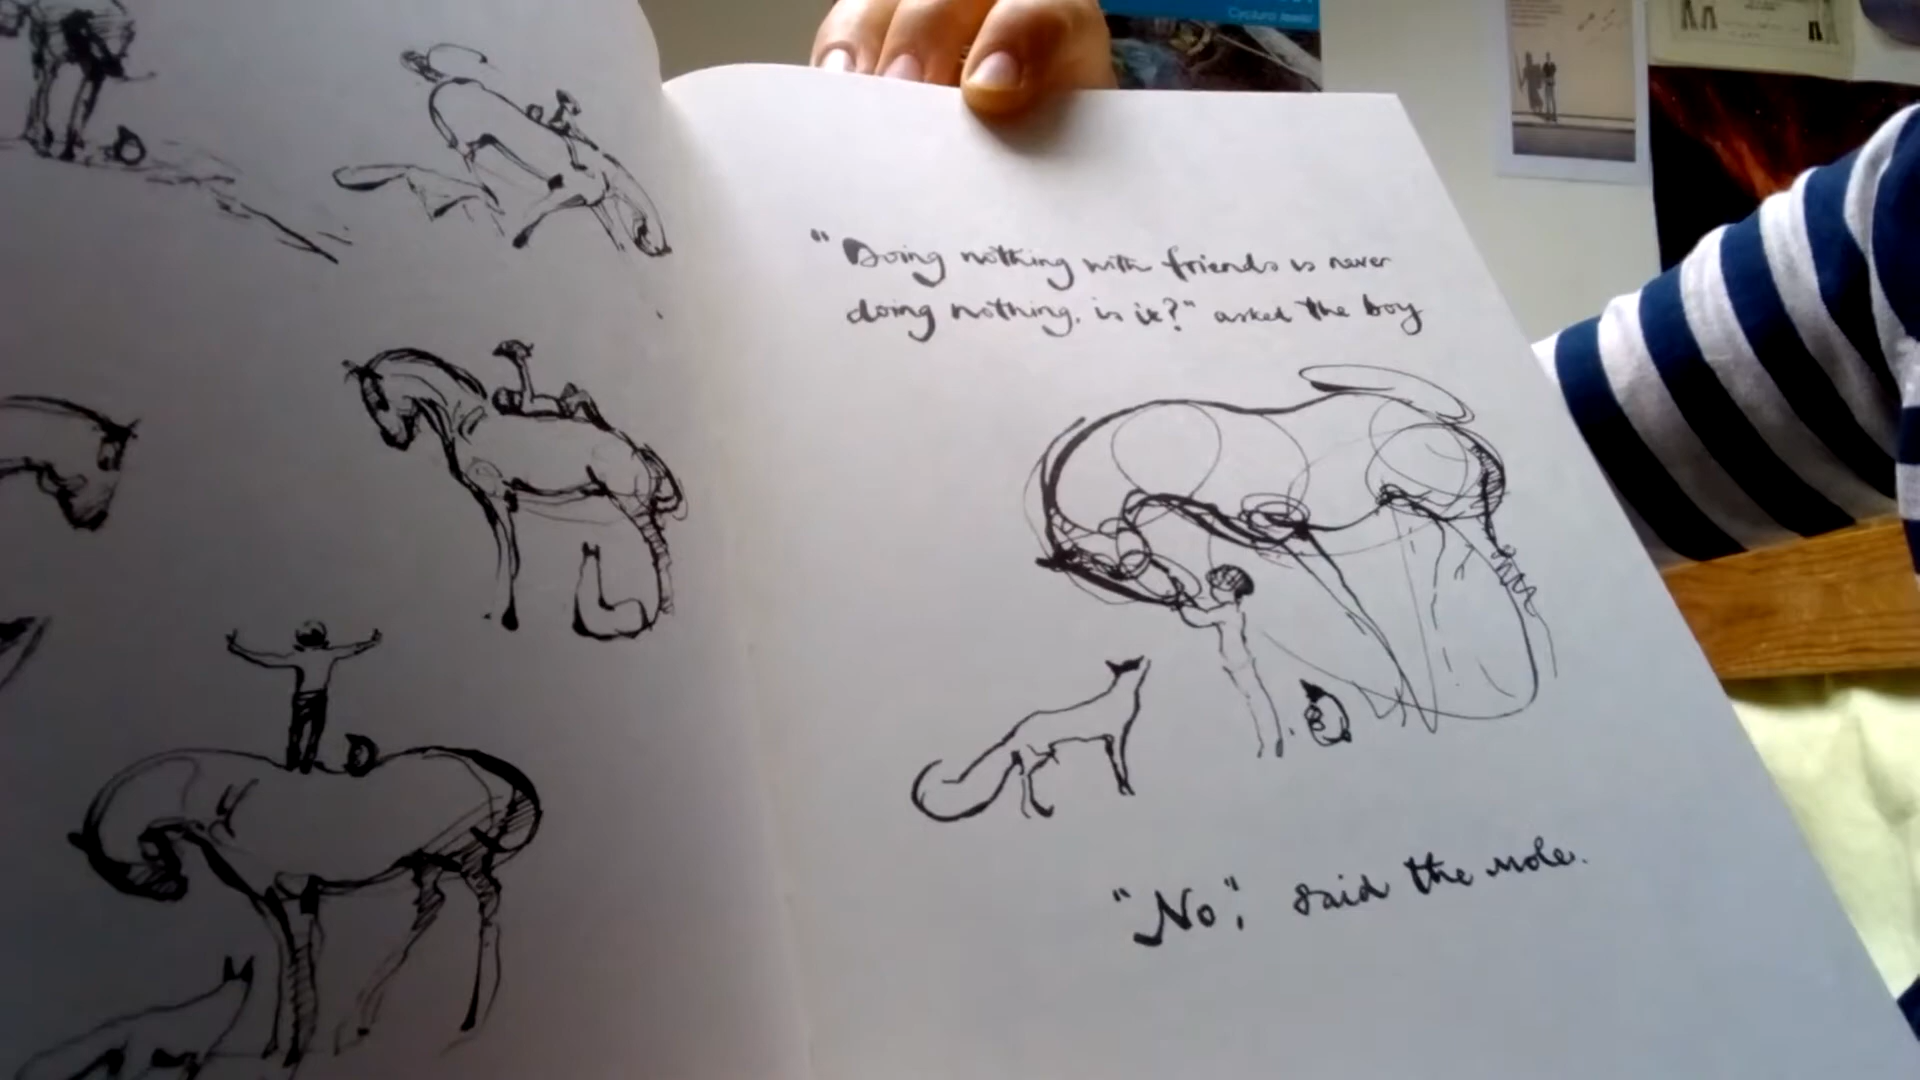 "Doing nothing with friends is never
doing nothing, is it?" asked the boy
"No", said the mole.